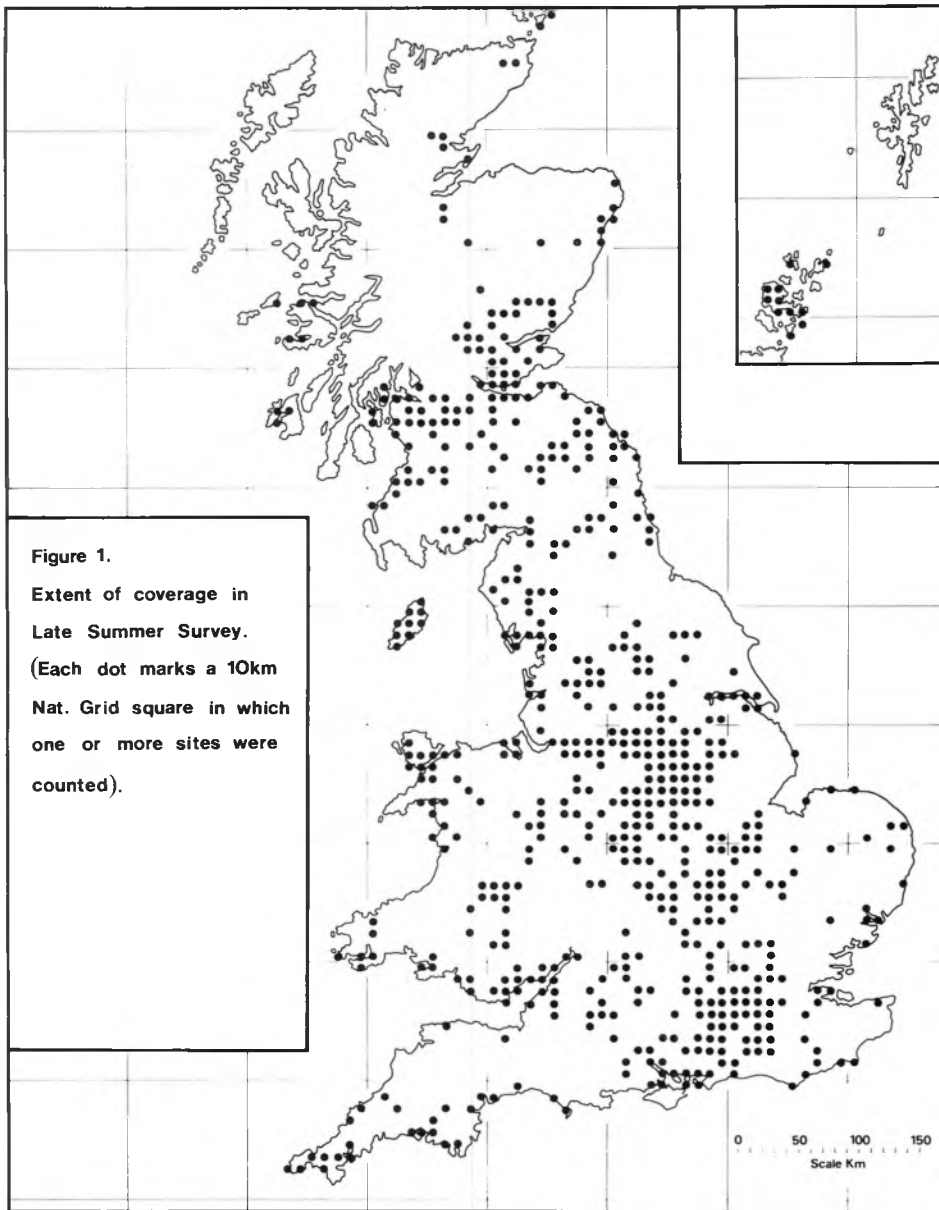 Figure 1.
Extent of coverage in
Late Summer Survey.
(Each dot marks a 10km
Nat. Grid square in which
one or more sites were
counted).
0 50 100 150
Scale Km